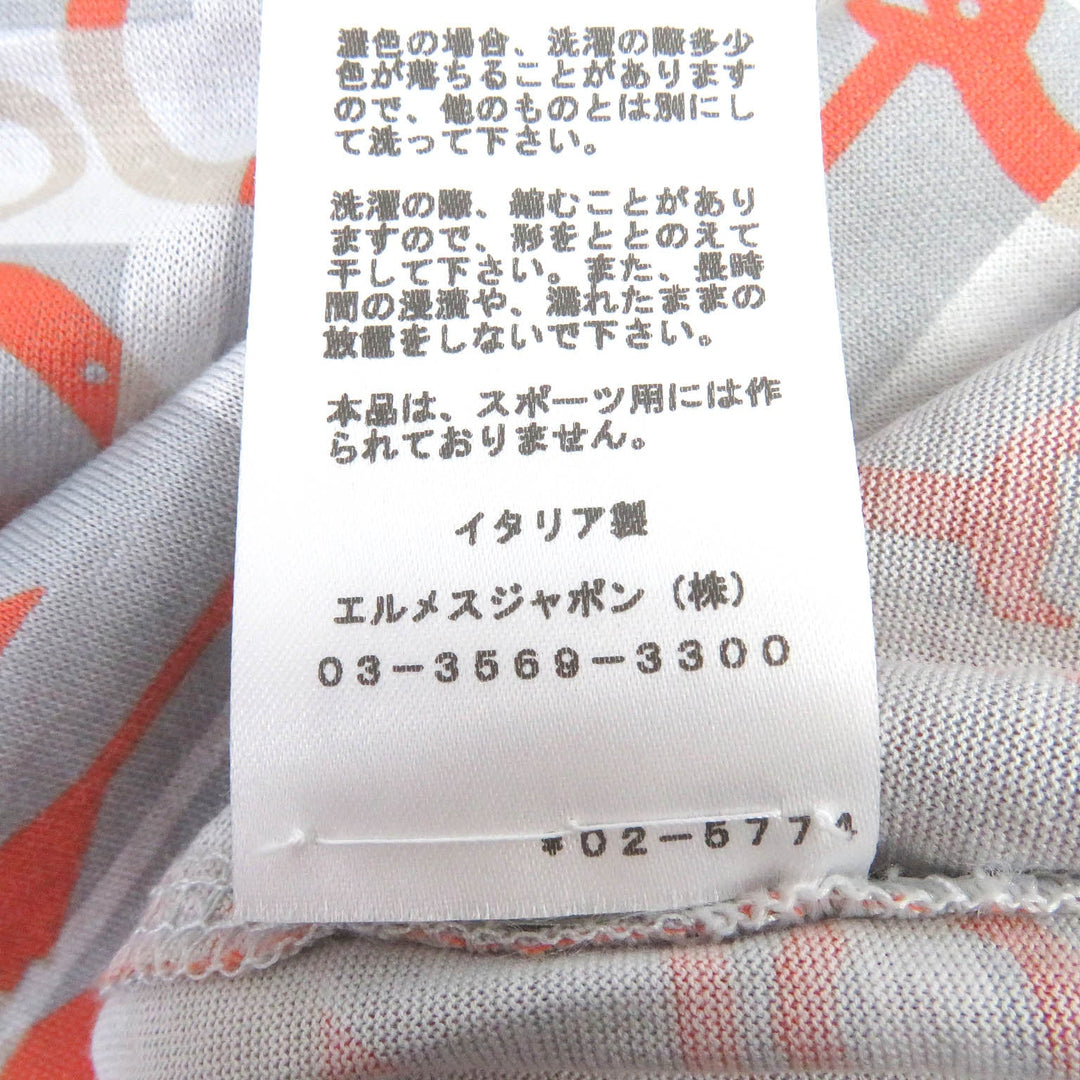 濃色の場合、洗濯の際多少
色が落ちることがあります
ので、他のものとは別にし
て洗って下さい。
洗濯の際、縮むことがあり
ますので、形をととのえて
干して下さい。また、長時
間の浸漬や、濡れたままの
放置をしないで下さい。
本品は、スポーツ用には作
られておりません。
イタリア製
エルメスジャポン(株)
03-3569-3300
*02-5774